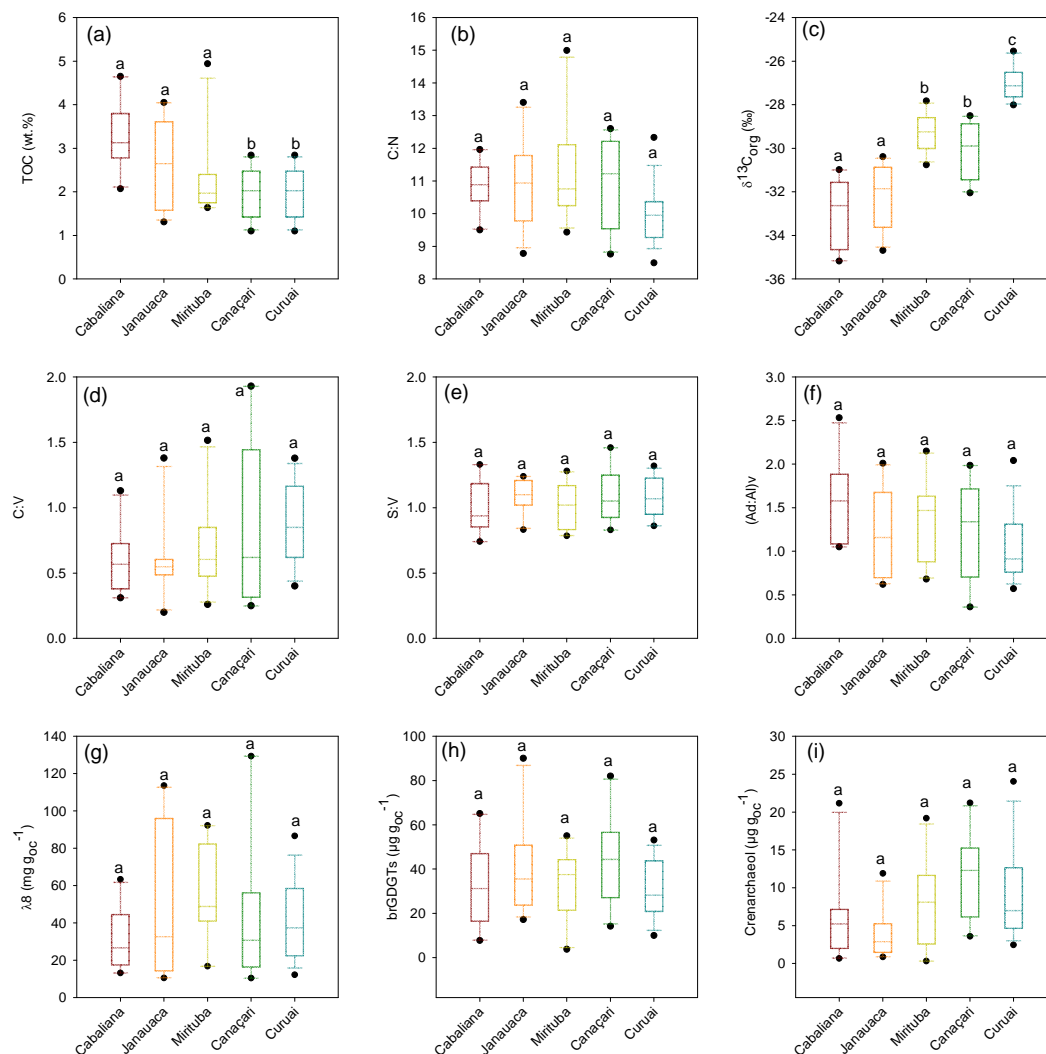 (a)
TOC (wt.%)
6
5
4
3
2
1
0
a
a
a
b
b
Cabaliana
Janauaca
Mirituba
Canaçari
Curuai
(b)
C:N
16
15
14
13
12
11
10
9
8
a
a
a
a
a
Cabaliana
Janauaca
Mirituba
Canaçari
Curuai
(c)
δ13Corg (‰)
-24
-26
-28
-30
-32
-34
-36
a
a
b
b
c
Cabaliana
Janauaca
Mirituba
Canaçari
Curuai
(d)
C:V
2.0
1.5
1.0
0.5
0.0
a
a
a
a
a
Cabaliana
Janauaca
Mirituba
Canaçari
Curuai
(e)
S:V
2.0
1.5
1.0
0.5
0.0
a
a
a
a
a
Cabaliana
Janauaca
Mirituba
Canaçari
Curuai
(f)
(Ad:Al)v
3.0
2.5
2.0
1.5
1.0
0.5
0.0
a
a
a
a
a
Cabaliana
Janauaca
Mirituba
Canaçari
Curuai
(g)
λ8 (mg goc-1)
140
120
100
80
60
40
20
0
a
a
a
a
a
Cabaliana
Janauaca
Mirituba
Canaçari
Curuai
(h)
brGDGTs (µg goc-1)
100
80
60
40
20
0
a
a
a
a
a
Cabaliana
Janauaca
Mirituba
Canaçari
Curuai
(i)
Crenarchaeol (µg goc-1)
30
25
20
15
10
5
0
a
a
a
a
a
Cabaliana
Janauaca
Mirituba
Canaçari
Curuai